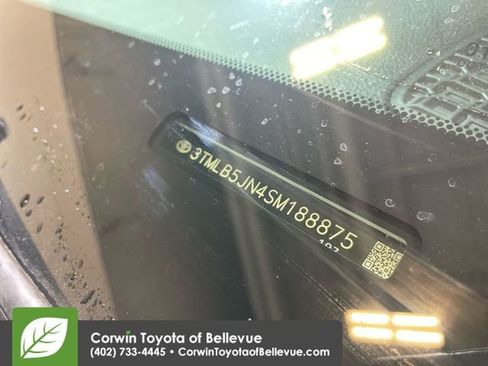 3TMLB5JN4SM188875
Corwin Toyota of Bellevue
(402) 733-4445 • CorwinToyotaofBellevue.com